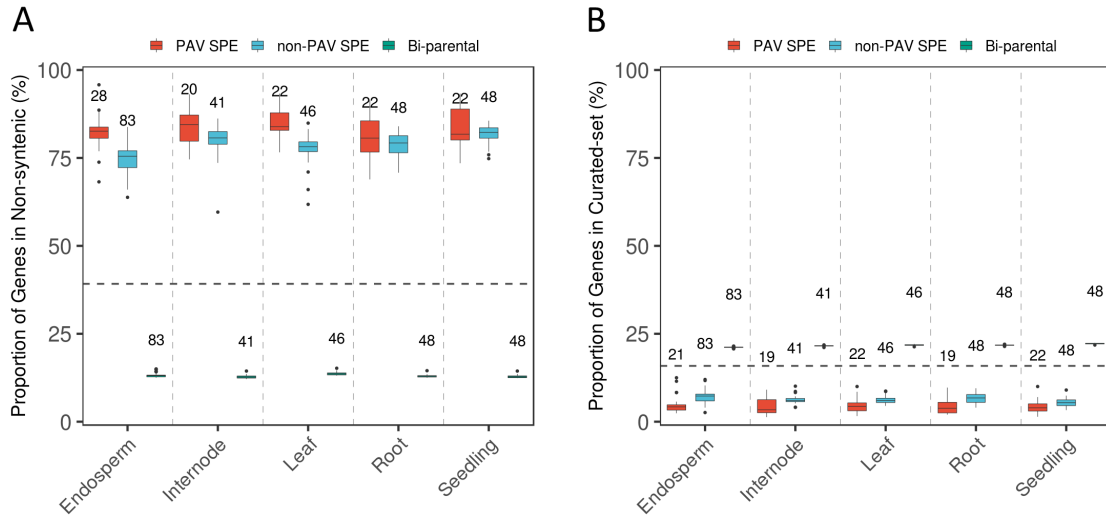 A
PAV SPE non-PAV SPE Bi-parental
Proportion of Genes in Non-syntenic (%)
100
75
50
25
0
28 83 20 41 22 46 22 48 22 48
83 41 46 48 48
Endosperm Internode Leaf Root Seedling
B
PAV SPE non-PAV SPE Bi-parental
Proportion of Genes in Curated-set (%)
100
75
50
25
0
83 41 46 48 48
21 83 19 41 22 46 19 48 22 48
Endosperm Internode Leaf Root Seedling